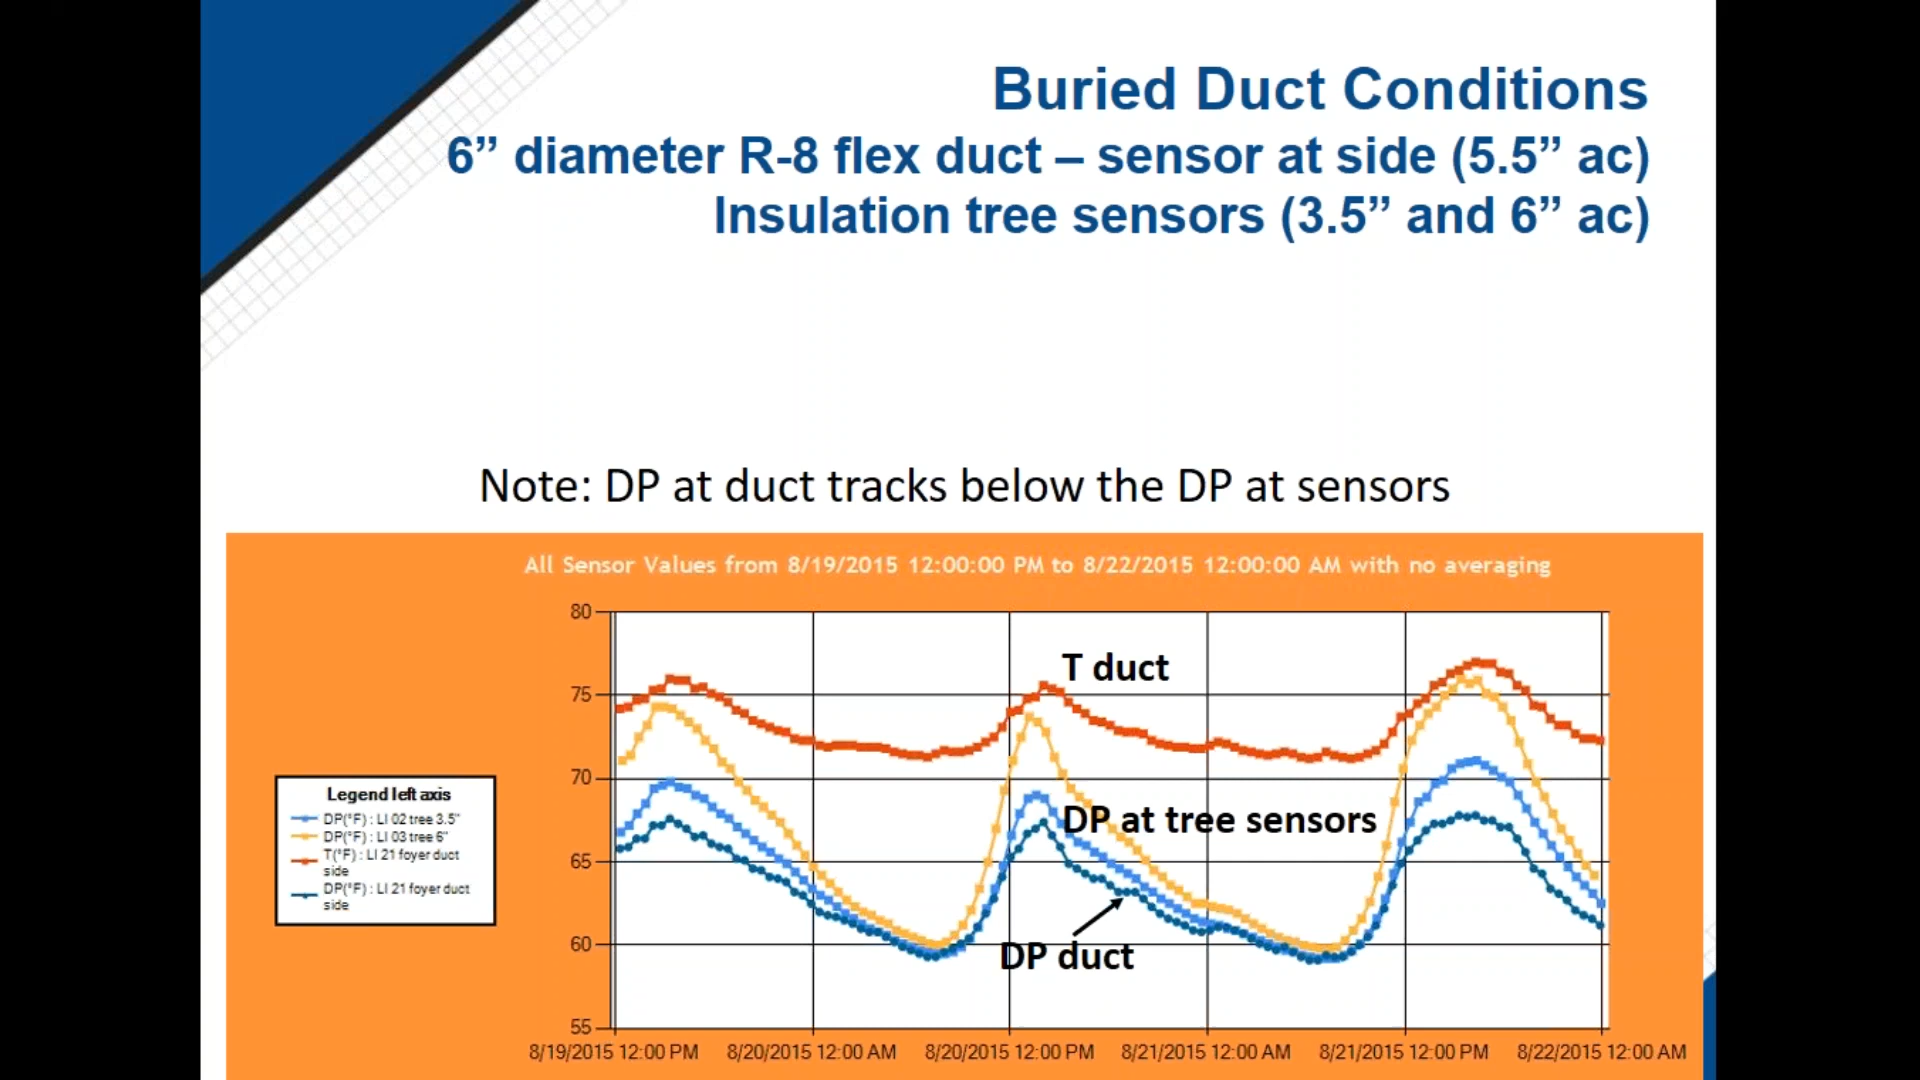 Buried Duct Conditions
6” diameter R-8 flex duct – sensor at side (5.5” ac)
Insulation tree sensors (3.5” and 6” ac)
Note: DP at duct tracks below the DP at sensors
All Sensor Values from 8/19/2015 12:00:00 PM to 8/22/2015 12:00:00 AM with no averaging
80
75
70
65
60
55
T duct
DP at tree sensors
DP duct
Legend left axis
DP(°F) : LI 02 tree 3.5"
DP(°F) : LI 03 tree 6"
T(°F) : LI 21 foyer duct
side
DP(°F) : LI 21 foyer duct
side
8/19/2015 12:00 PM 8/20/2015 12:00 AM 8/20/2015 12:00 PM 8/21/2015 12:00 AM 8/21/2015 12:00 PM 8/22/2015 12:00 AM